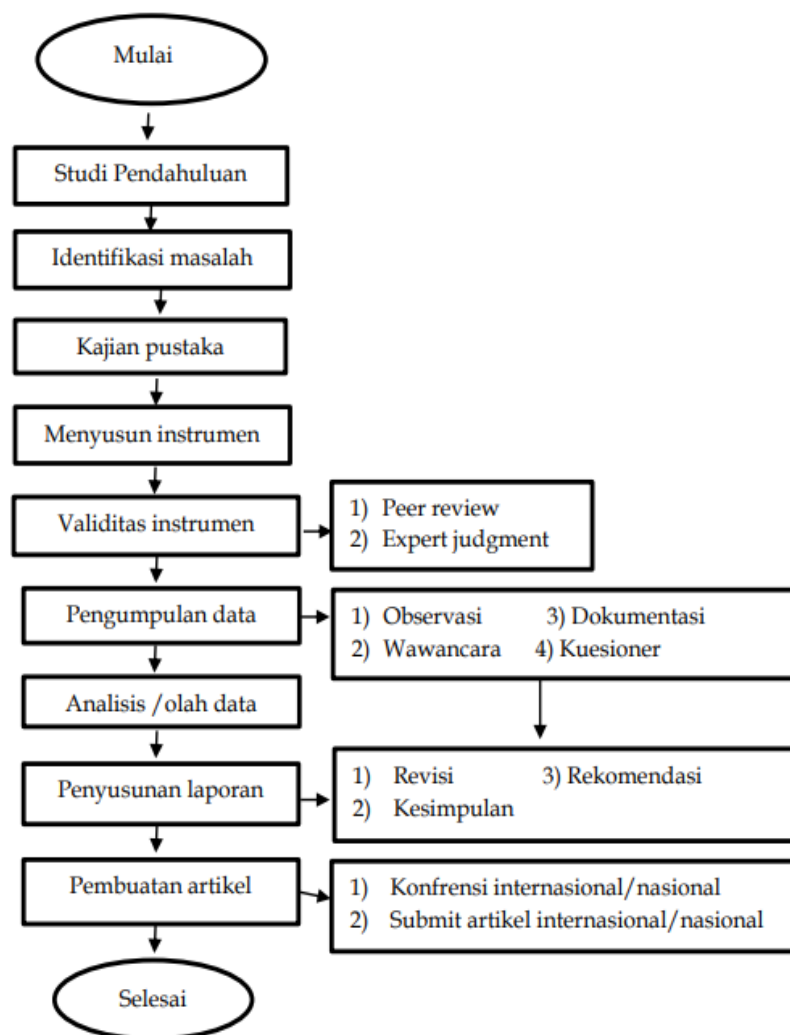 Mulai
Studi Pendahuluan
Identifikasi masalah
Kajian pustaka
Menyusun instrumen
Validitas instrumen
1) Peer review
2) Expert judgment
Pengumpulan data
1) Observasi 3) Dokumentasi
2) Wawancara 4) Kuesioner
Analisis /olah data
Penyusunan laporan
1) Revisi 3) Rekomendasi
2) Kesimpulan
Pembuatan artikel
1) Konfrensi internasional/nasional
2) Submit artikel internasional/nasional
Selesai